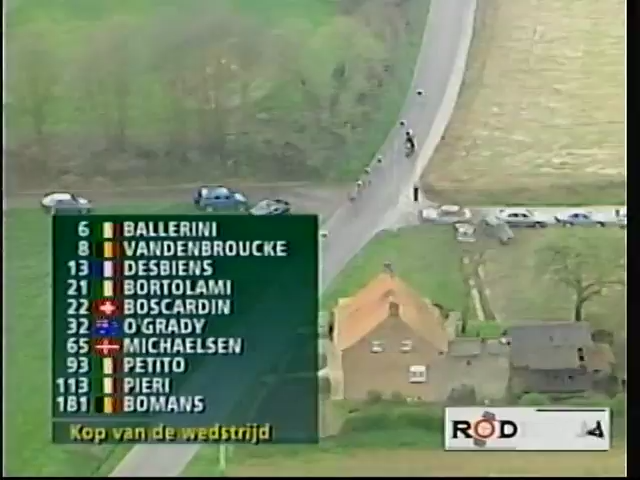 6 BALLERINI
8 VANDENBROUCKE
13 DESBIENS
21 BORTOLAMI
22 BOSCARDIN
32 O'GRADY
65 MICHAELSEN
93 PETITO
113 PIERI
181 BOMANS
Kop van de wedstrijd